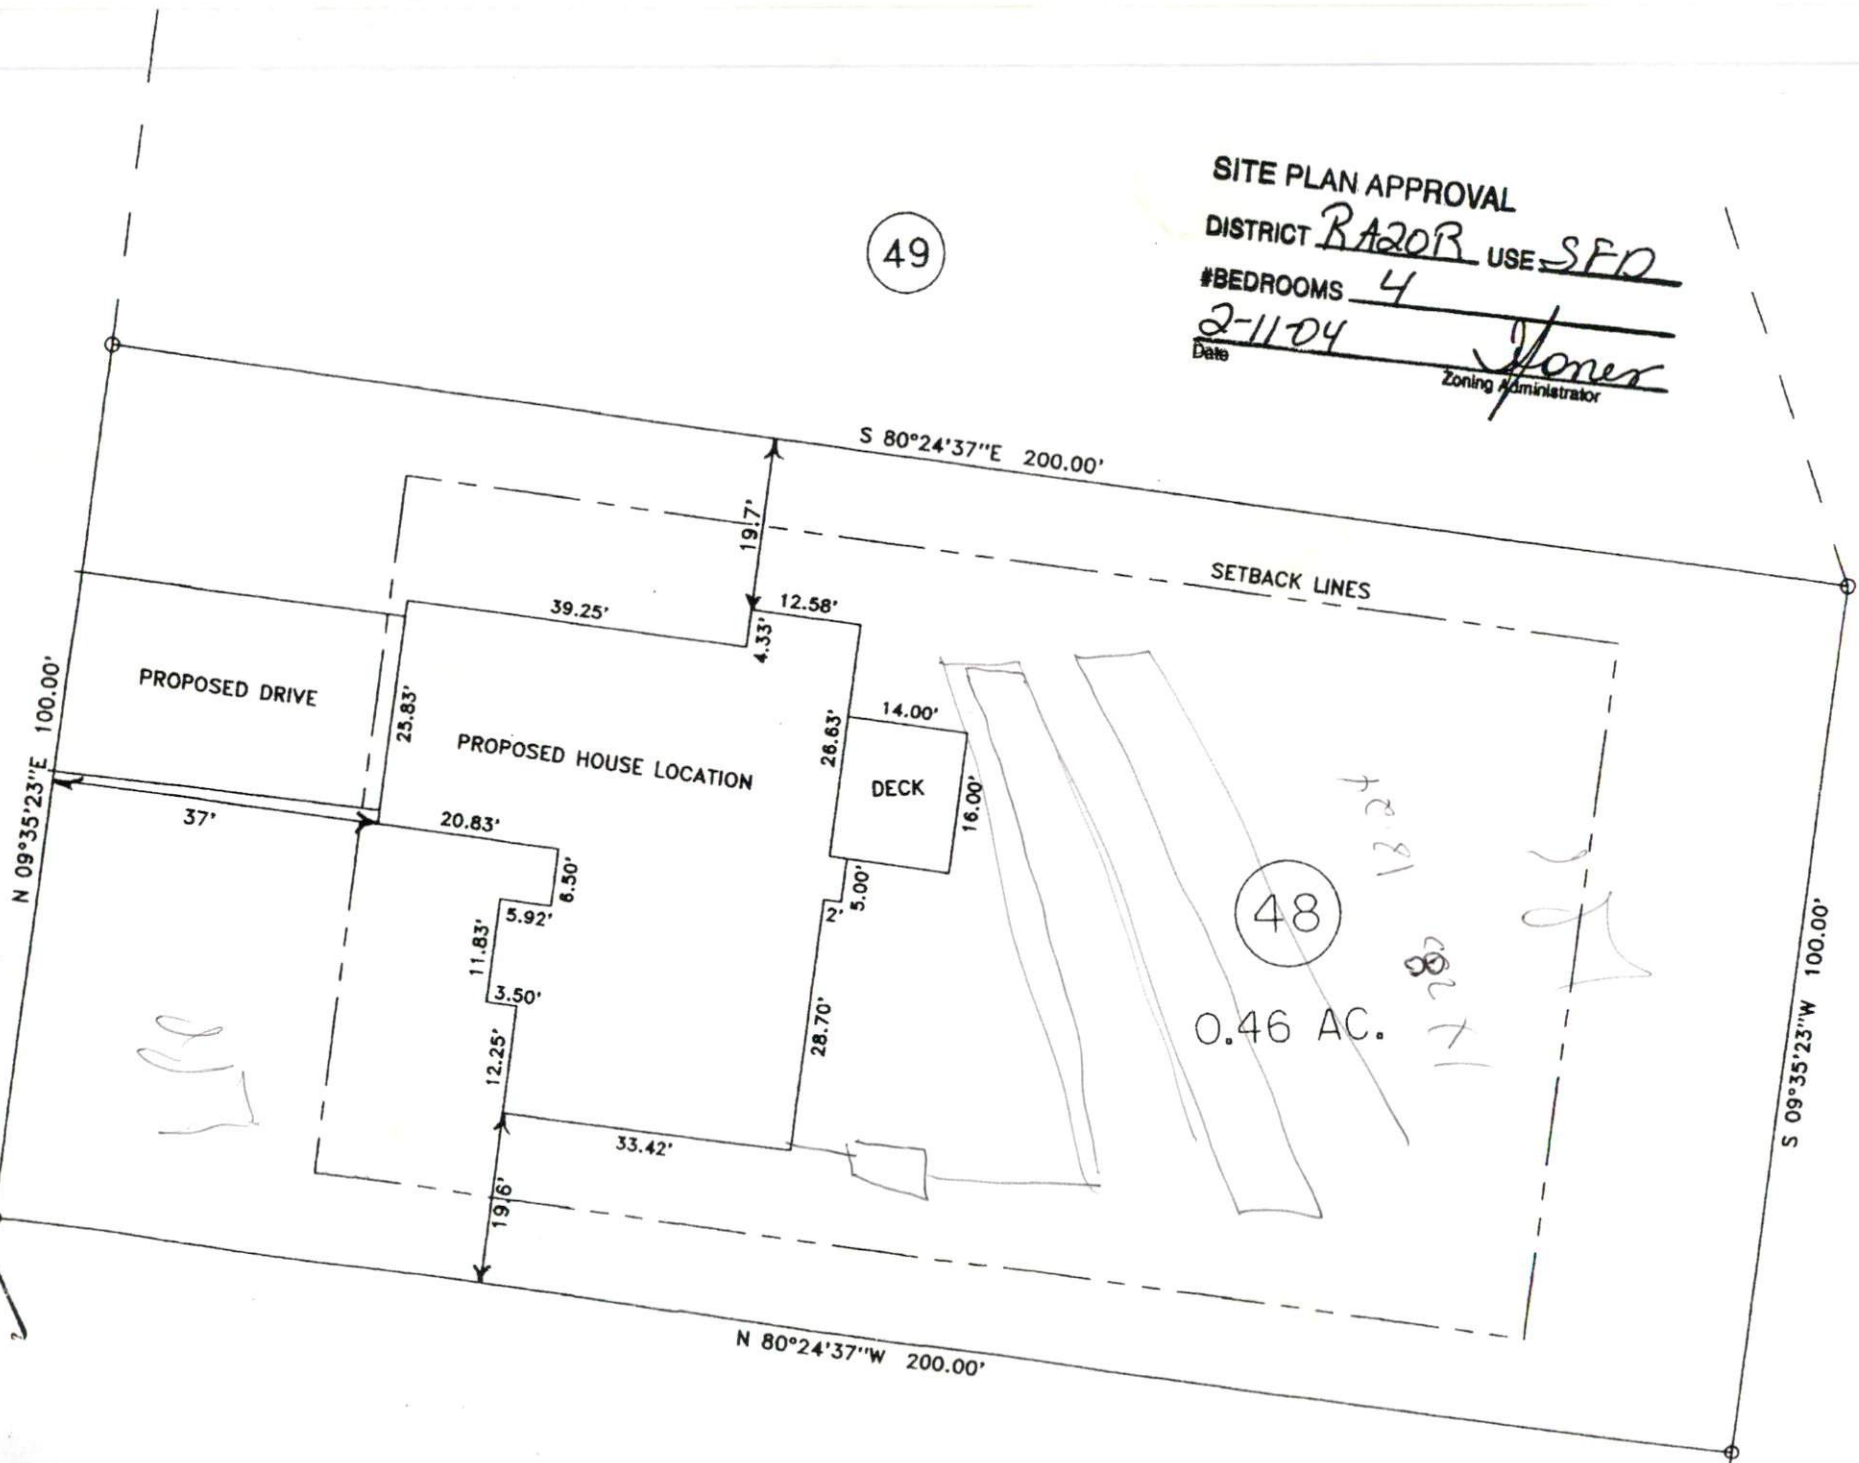 SITE PLAN APPROVAL
DISTRICT RA20R USE SFD
#BEDROOMS 4
2-11-04
Date
Zoning Administrator
49
S 80°24'37"E 200.00'
19.7'
SETBACK LINES
39.25'
12.58'
4.33'
N 09°35'23"E 100.00'
PROPOSED DRIVE
25.83'
PROPOSED HOUSE LOCATION
26.63'
14.00'
DECK
16.00'
37'
20.83'
6.50'
5.92'
5.00'
2'
11.83'
3.50'
12.25'
28.70'
48
0.46 AC.
S 09°35'23"W 100.00'
33.42'
19.6'
N 80°24'37"W 200.00'